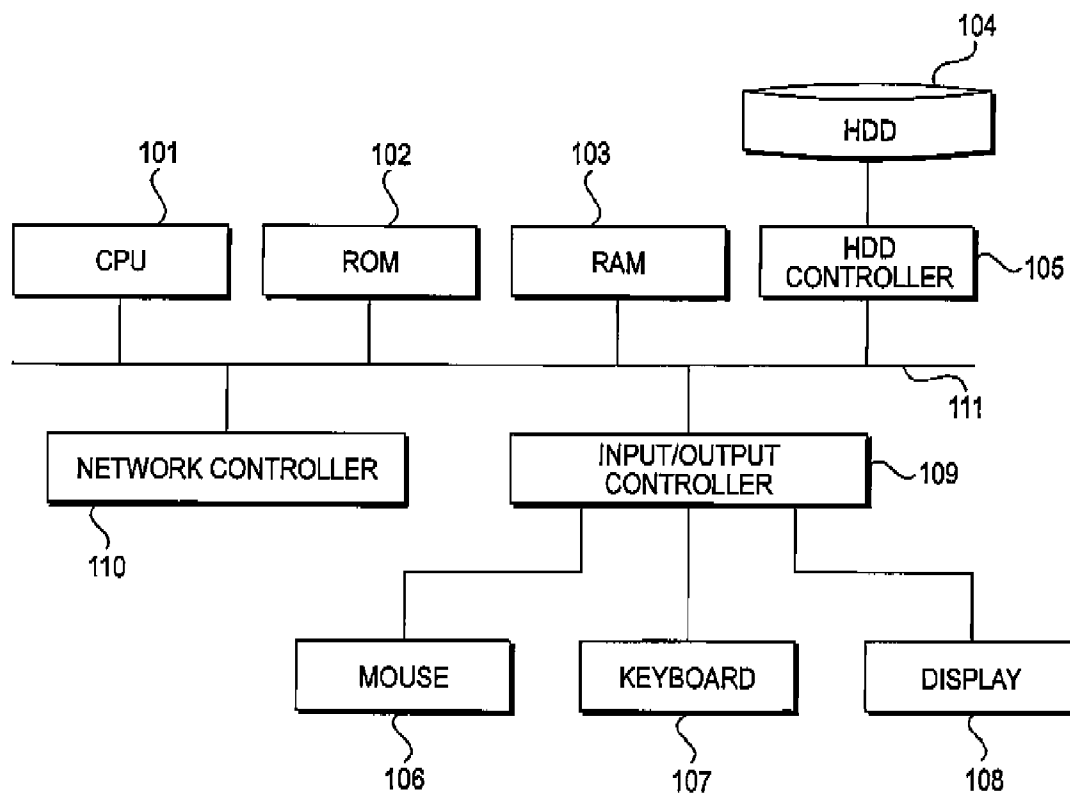 104
HDD
101
102
103
CPU
ROM
RAM
HDD
CONTROLLER
105
111
NETWORK CONTROLLER
INPUT/OUTPUT
CONTROLLER
109
110
MOUSE
KEYBOARD
DISPLAY
106
107
108